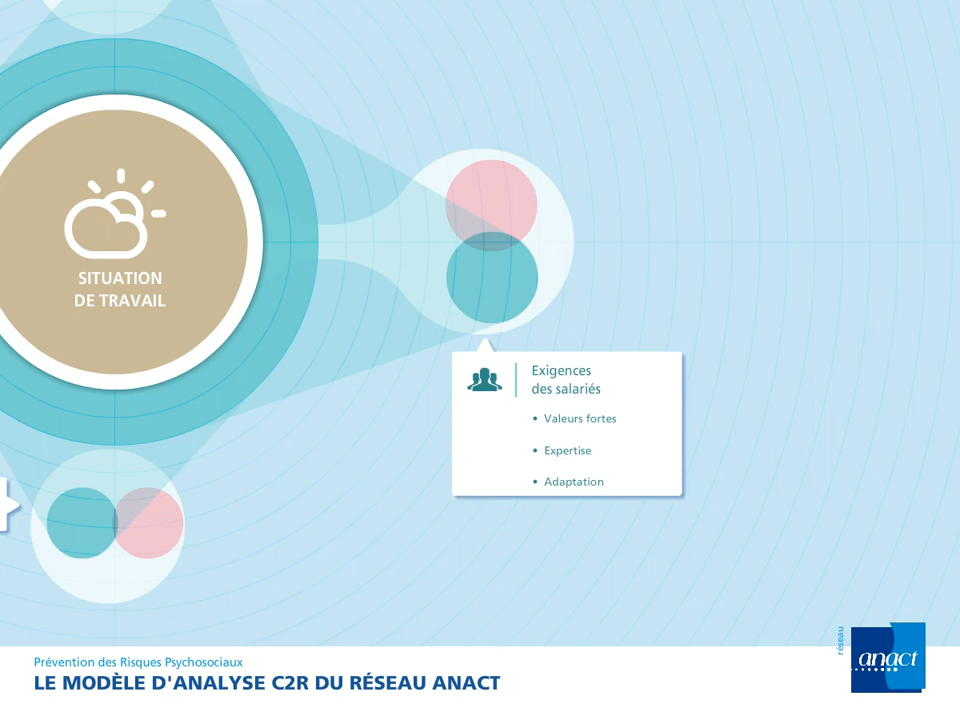 SITUATION
DE TRAVAIL
Exigences
des salariés
• Valeurs fortes
• Expertise
• Adaptation
Prévention des Risques Psychosociaux
LE MODÈLE D'ANALYSE C2R DU RÉSEAU ANACT
réseau
anact